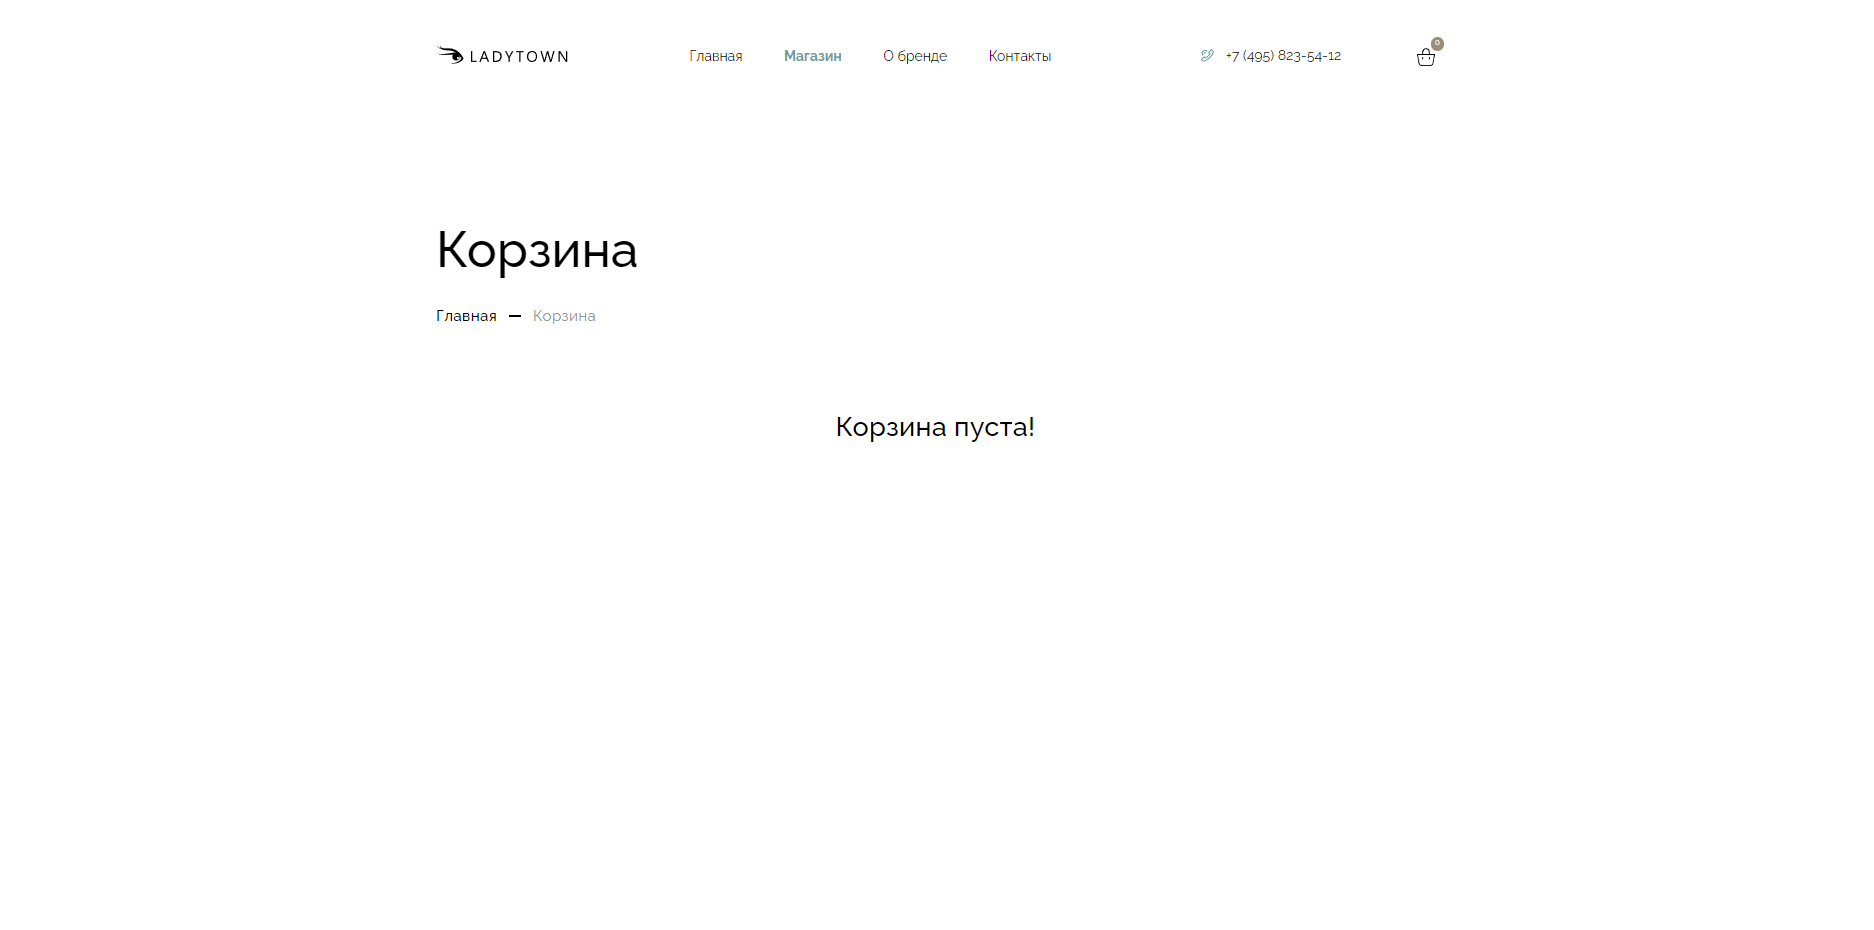 LADYTOWN Главная Магазин О бренде Контакты +7 (495) 823-54-12 0
Корзина
Главная — Корзина
Корзина пуста!